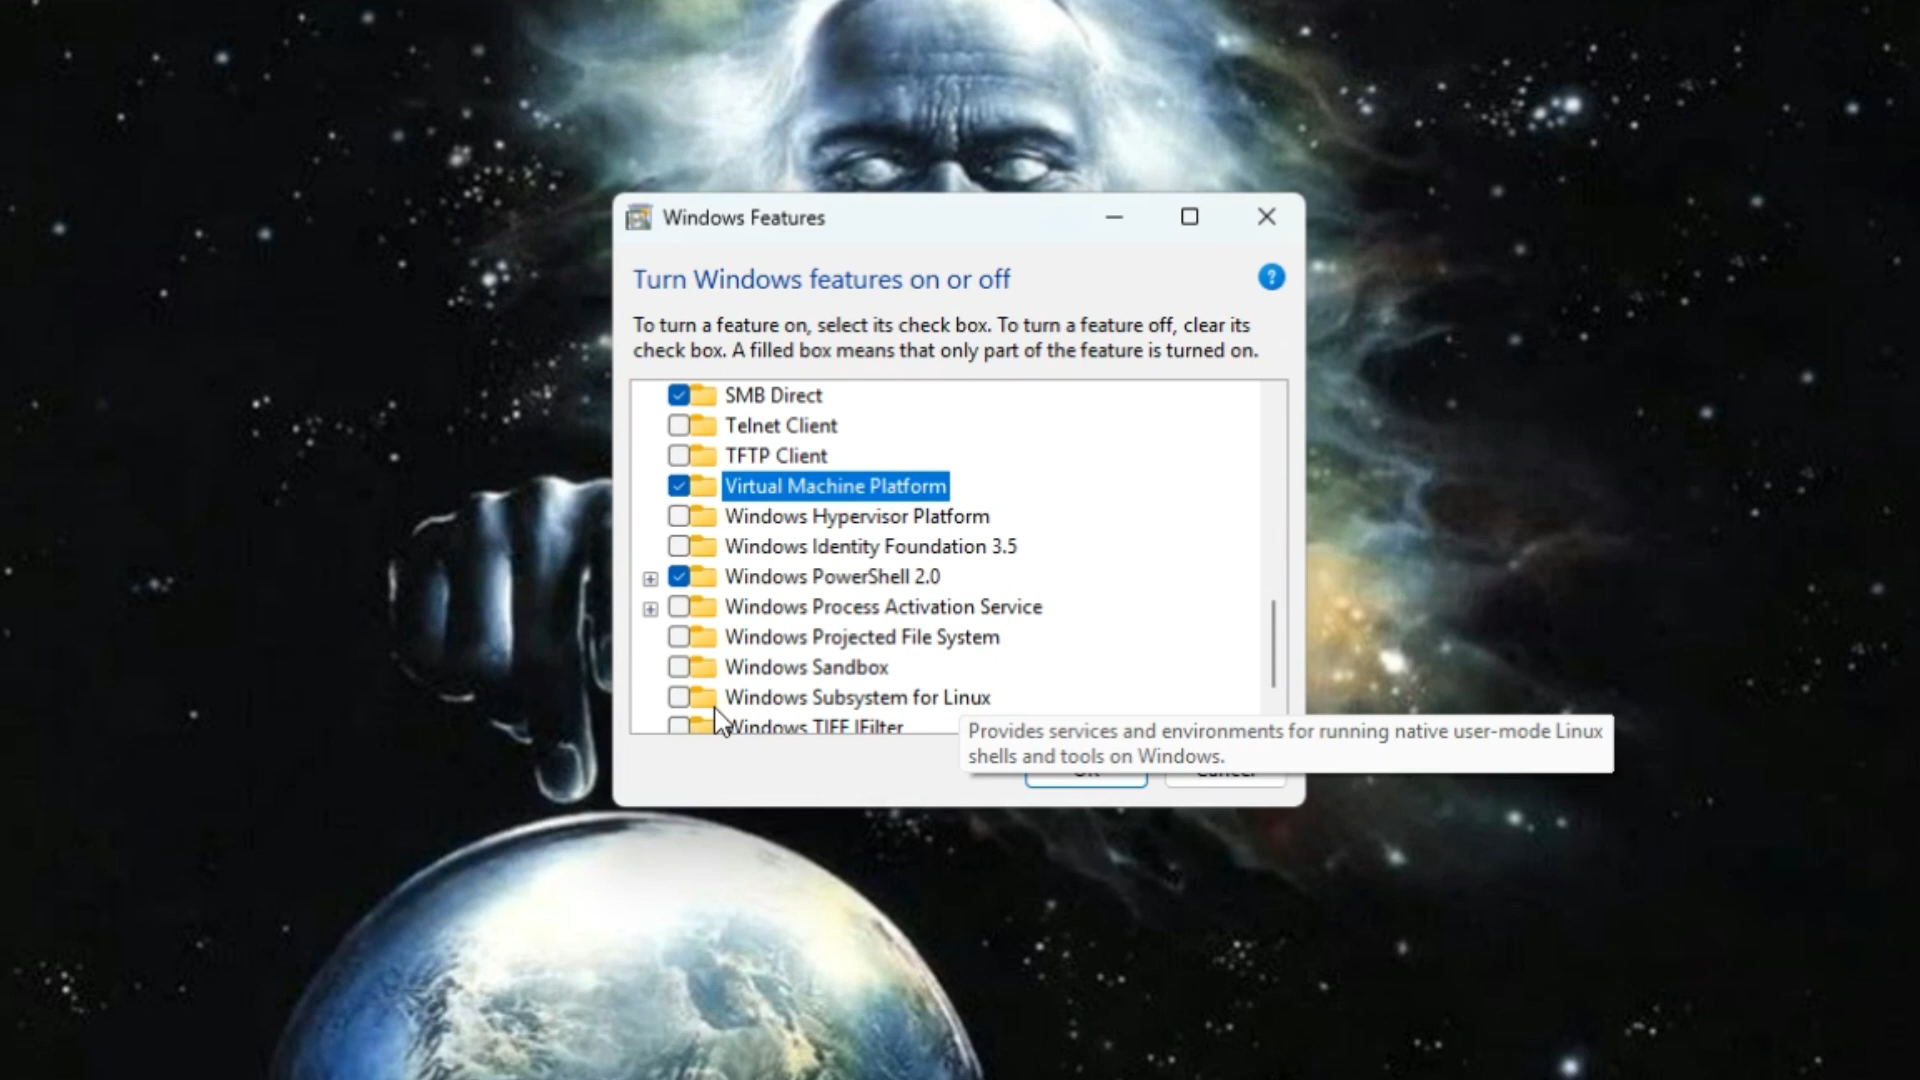 Windows Features
Turn Windows features on or off
?
To turn a feature on, select its check box. To turn a feature off, clear its
check box. A filled box means that only part of the feature is turned on.
SMB Direct
Telnet Client
TFTP Client
Virtual Machine Platform
Windows Hypervisor Platform
Windows Identity Foundation 3.5
Windows PowerShell 2.0
Windows Process Activation Service
Windows Projected File System
Windows Sandbox
Windows Subsystem for Linux
Windows TIFF IFilter
Provides services and environments for running native user-mode Linux
shells and tools on Windows.
OK Cancel